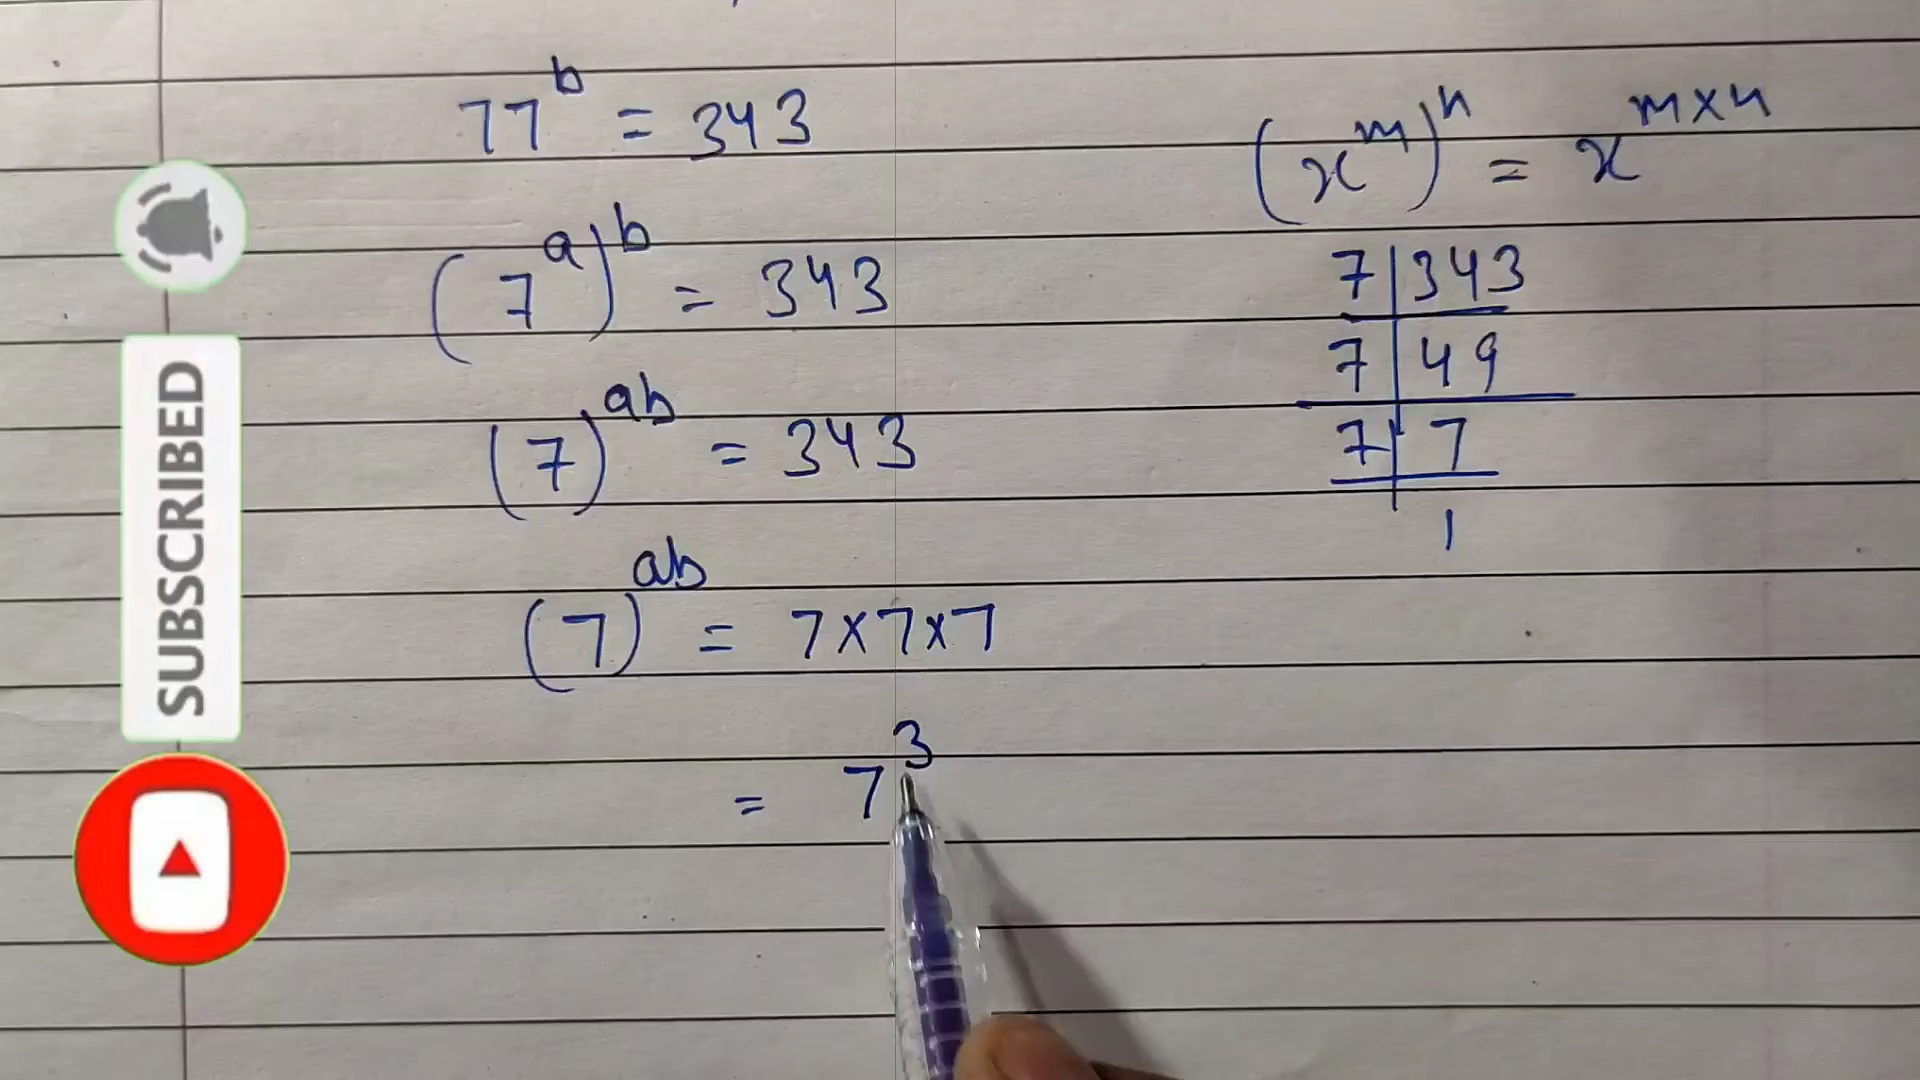 77^b = 343
(7^a)^b = 343
(7)^ab = 343
(7)^ab = 7×7×7
= 7^3
(x^m)^n = x^m×n
7 | 343
7 | 49
7 | 7
1
SUBSCRIBED